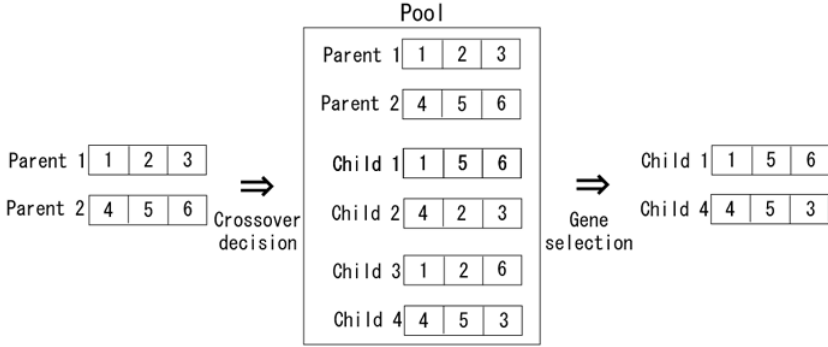 Pool
Parent 1 1 2 3
Parent 2 4 5 6
Child 1 1 5 6
Child 2 4 2 3
Child 3 1 2 6
Child 4 4 5 3
Parent 1 1 2 3
Parent 2 4 5 6
⇒
Crossover
decision
⇒
Gene
selection
Child 1 1 5 6
Child 4 4 5 3